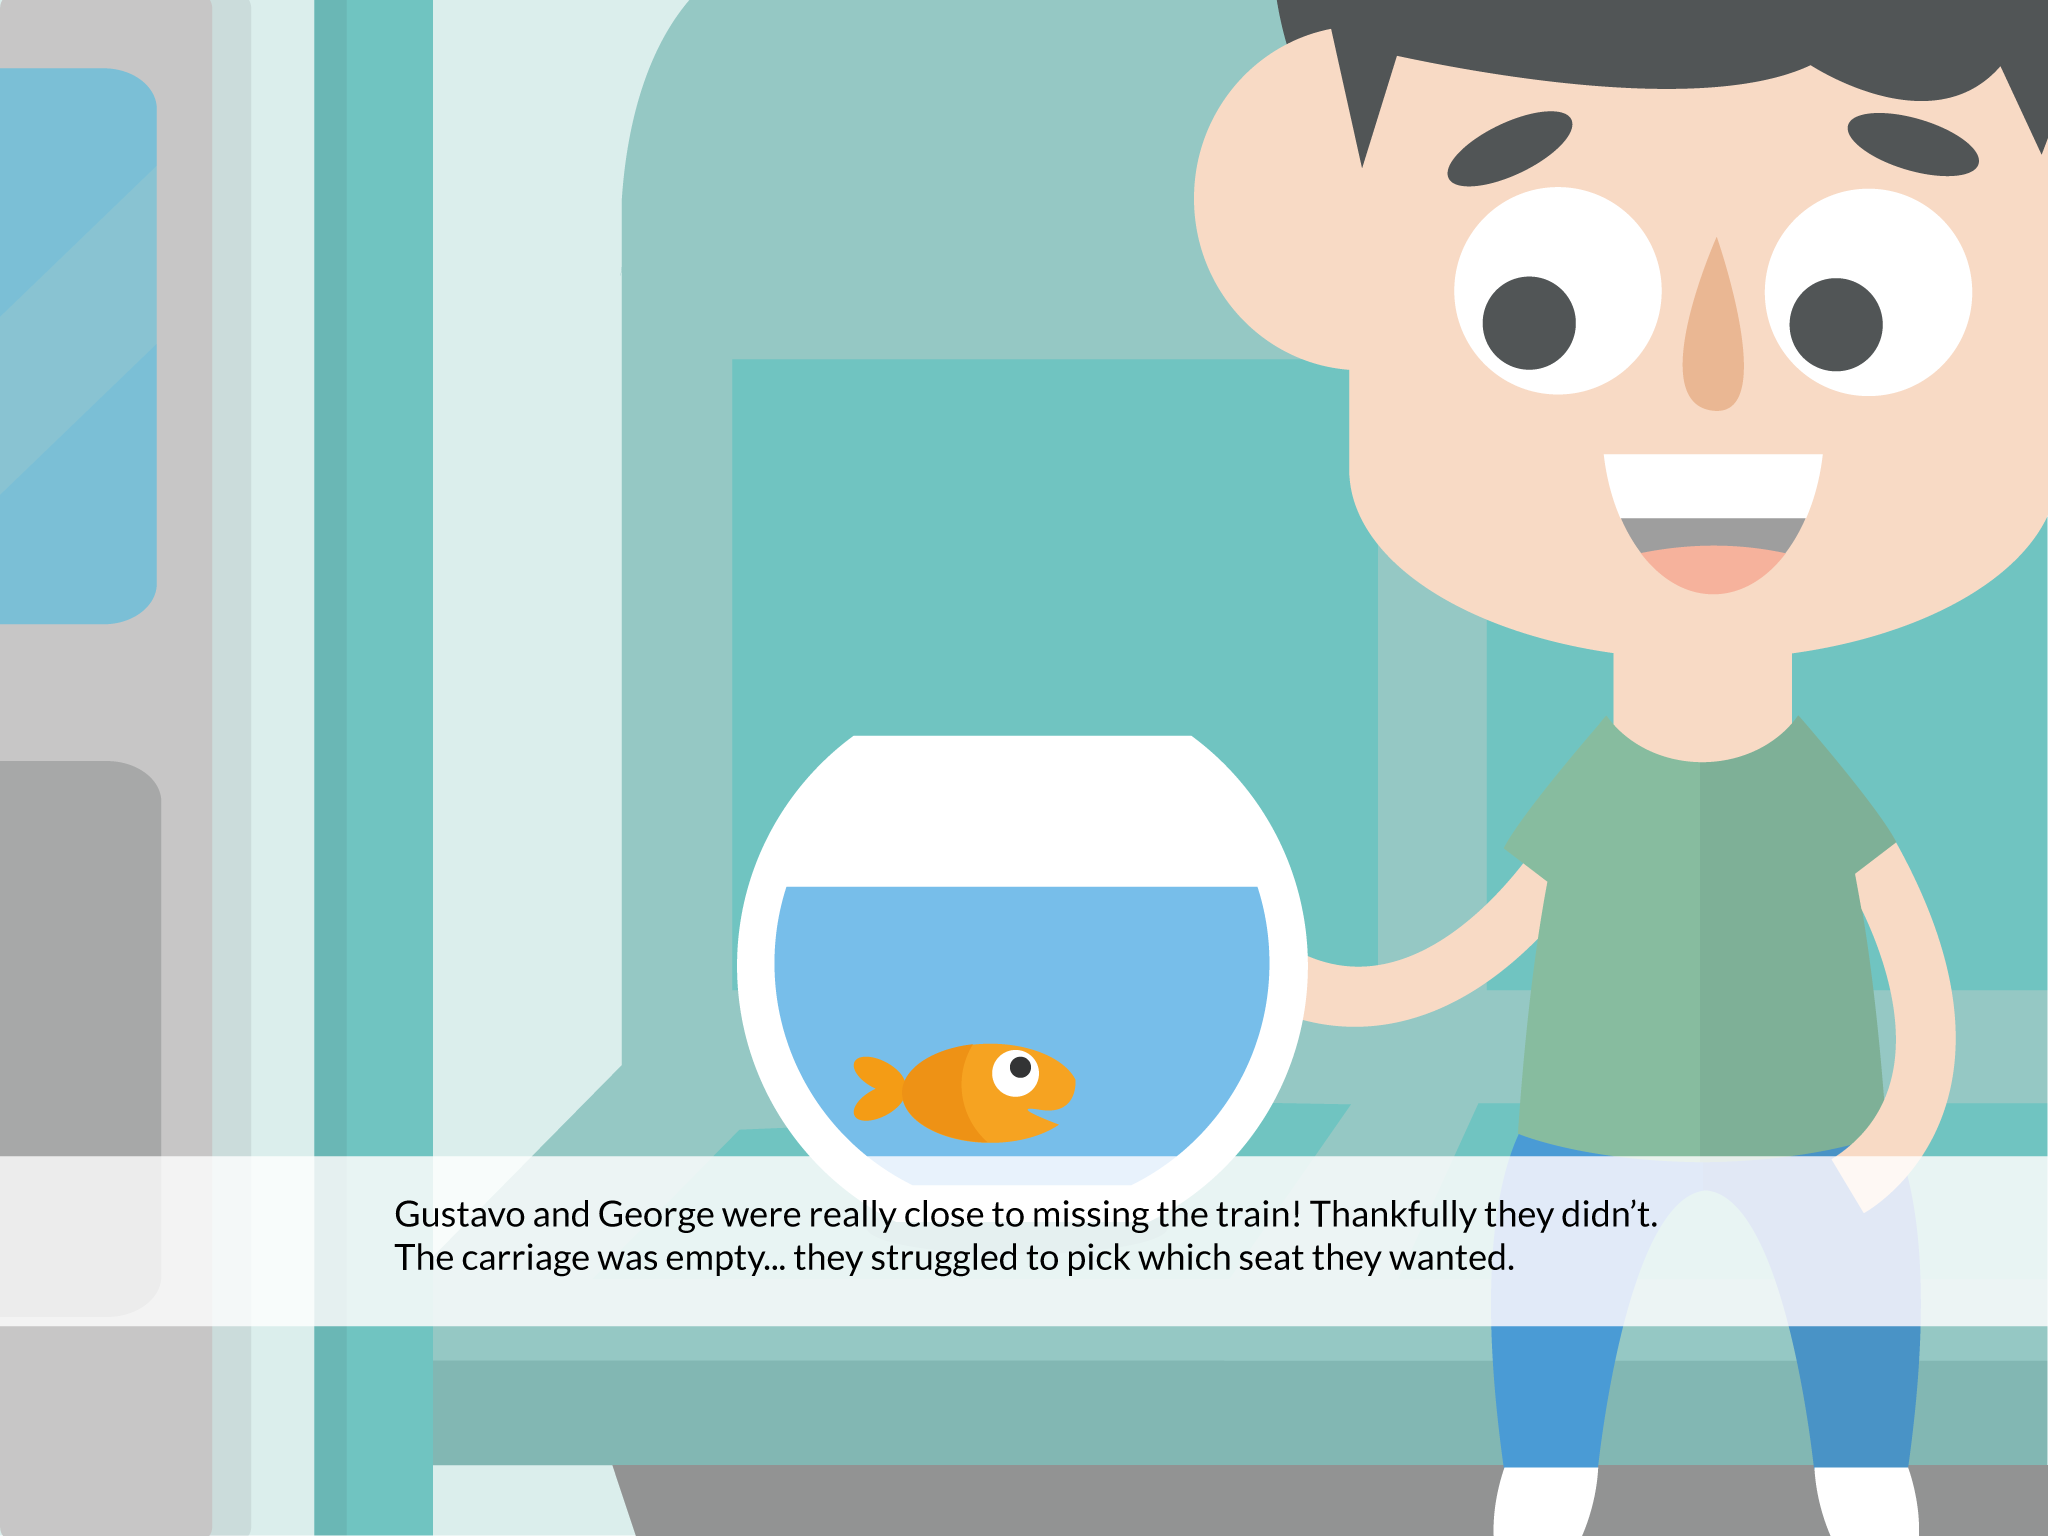 Gustavo and George were really close to missing the train! Thankfully they didn’t.
The carriage was empty... they struggled to pick which seat they wanted.